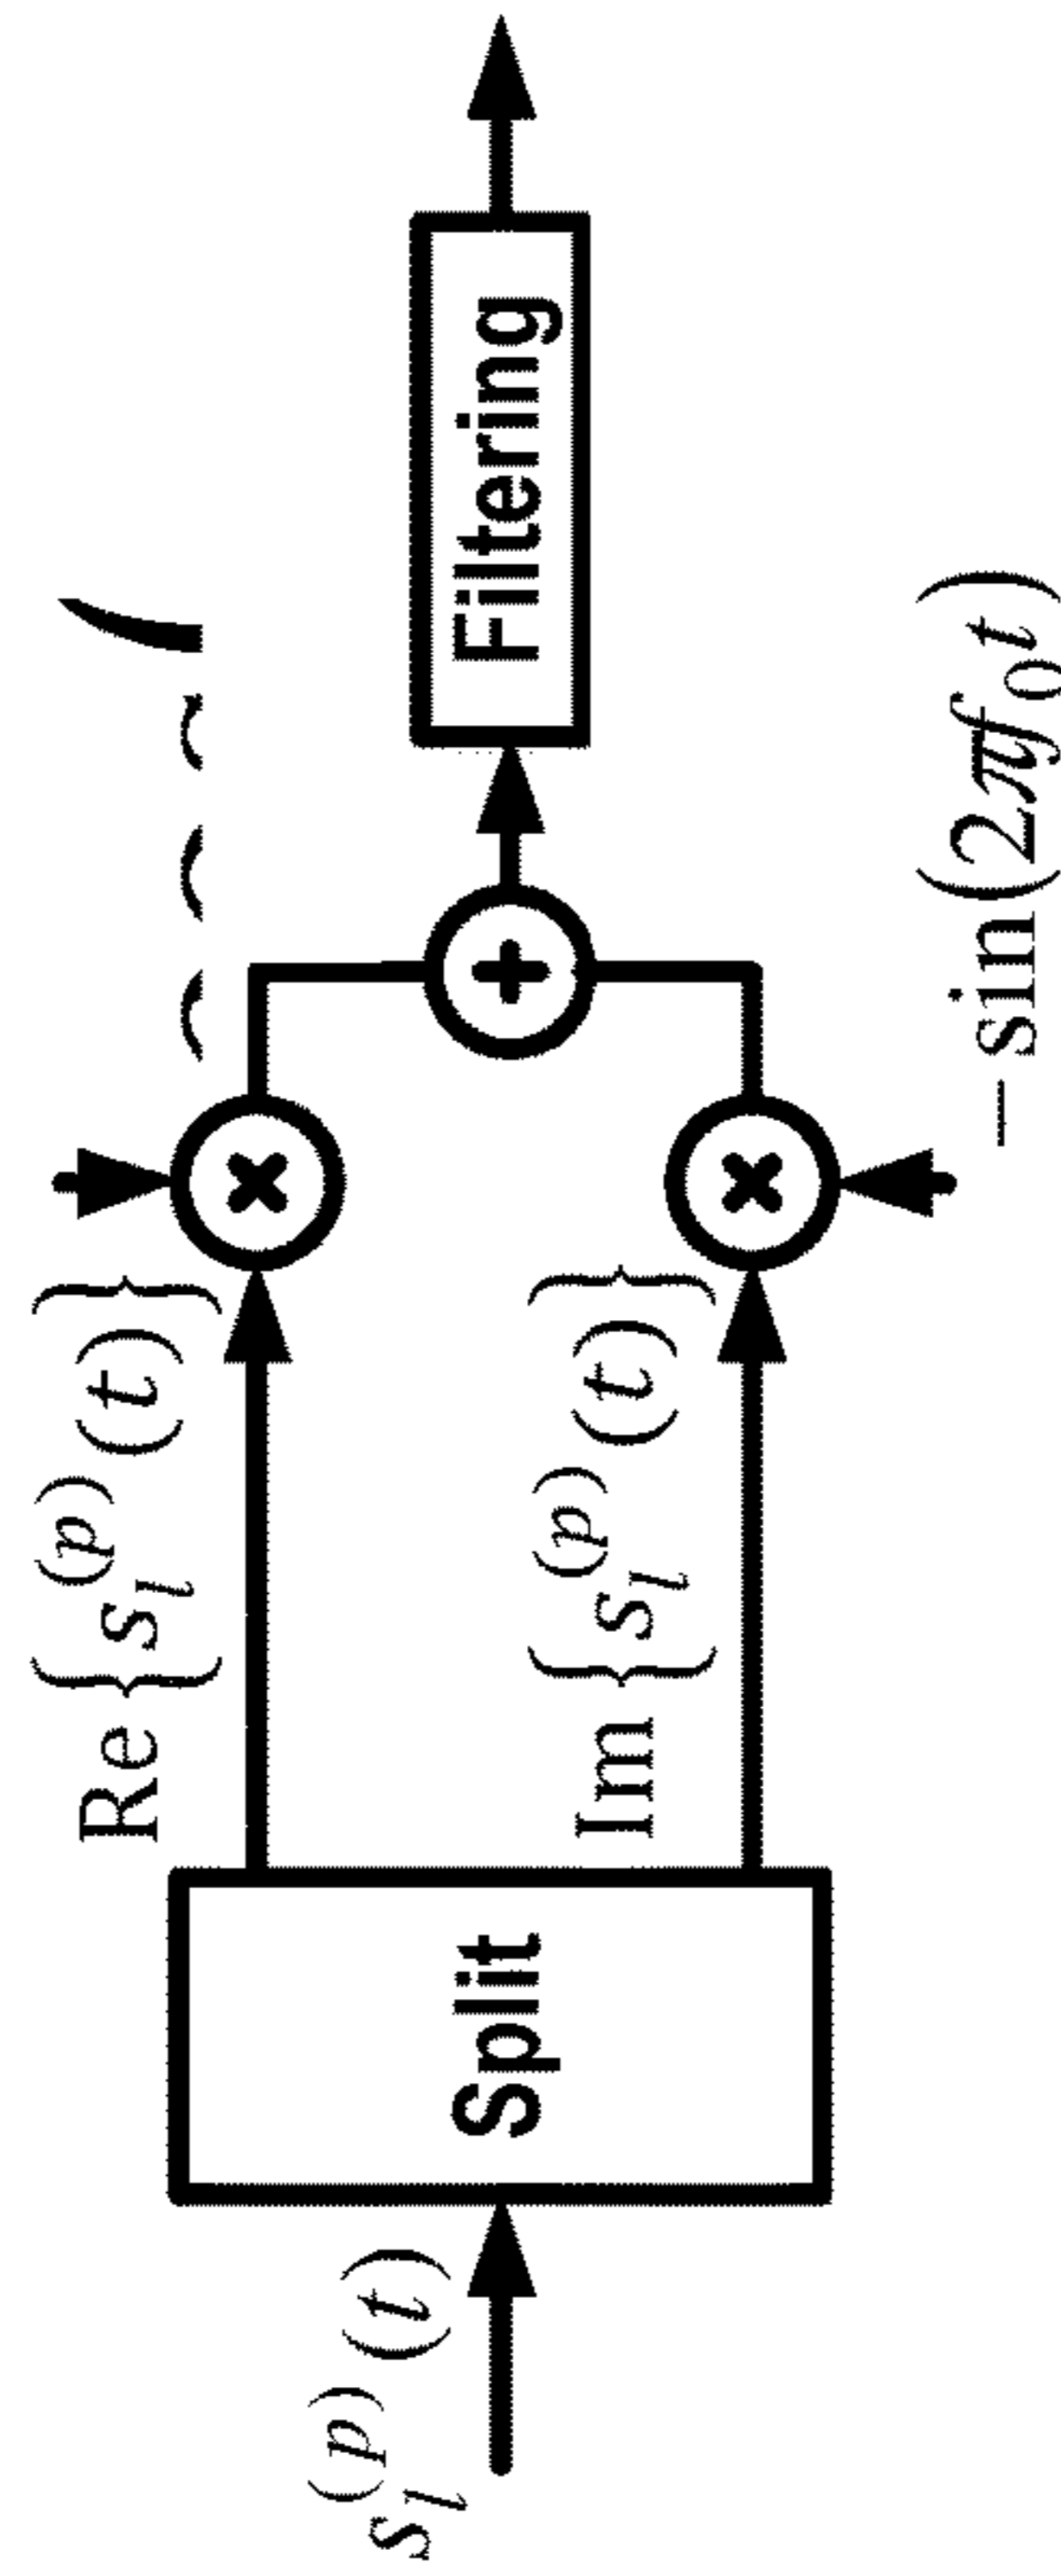 s_l^(p)(t)
Split
Re{s_l^(p)(t)}
Im{s_l^(p)(t)}
−sin(2πf_0t)
Filtering